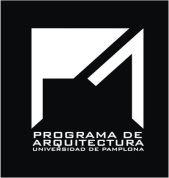 PROGRAMA DE
ARQUITECTURA
UNIVERSIDAD DE PAMPLONA